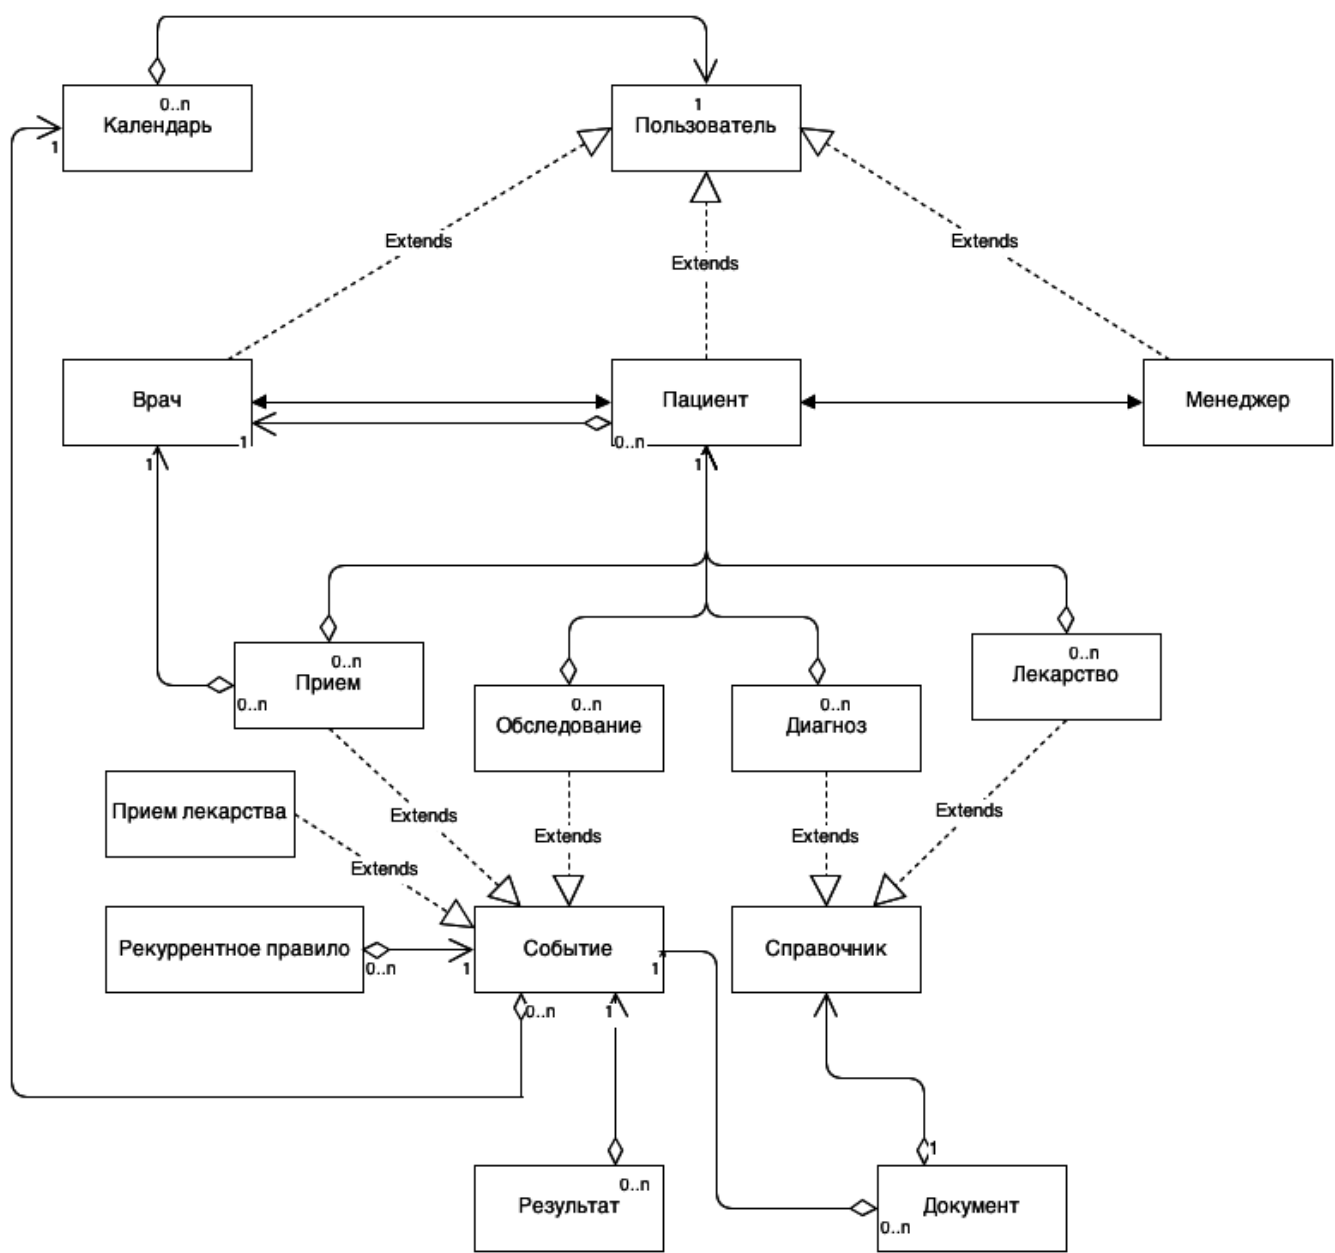 0..n
Календарь
1
1
Пользователь
Extends
Extends
Extends
Врач
1
1
Пациент
0..n
1
Менеджер
0..n
Прием
0..n
0..n
Обследование
0..n
Диагноз
0..n
Лекарство
Прием лекарства
Extends
Extends
Extends
Extends
Extends
Рекуррентное правило
0..n
1
Событие
1
0..n
1
Справочник
1
0..n
Результат
Документ
0..n